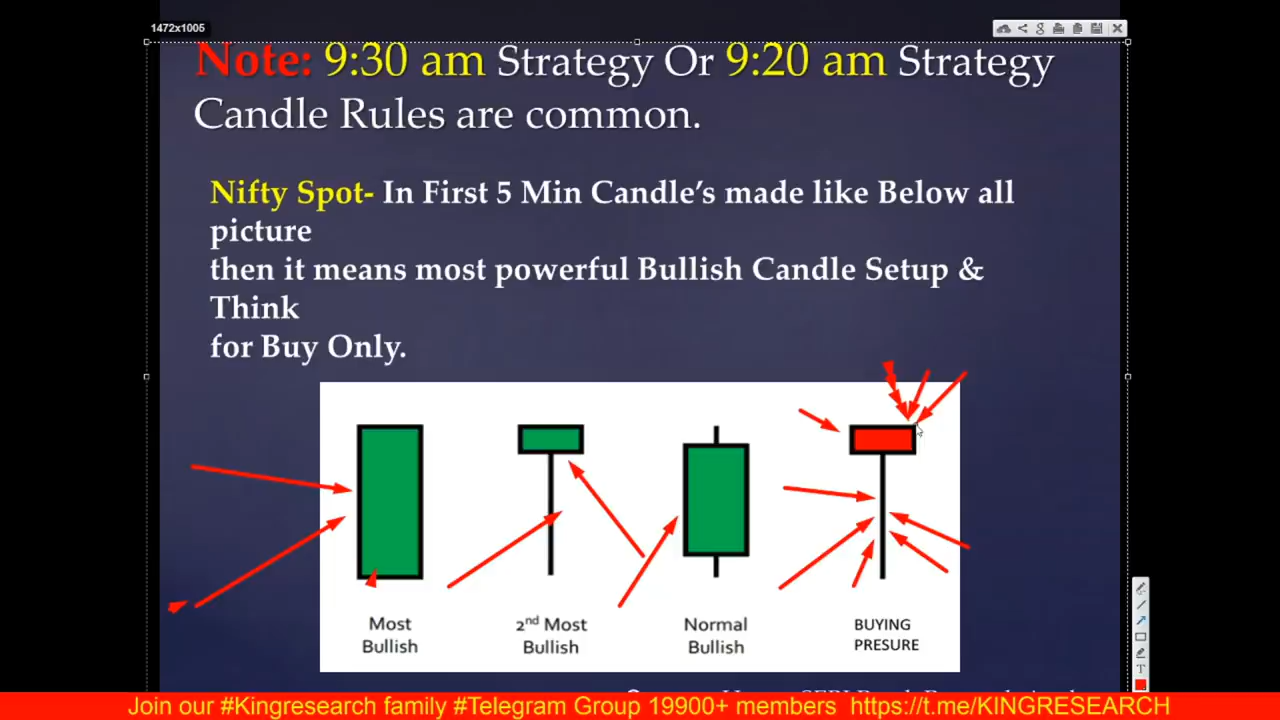 1472x1005
Note: 9:30 am Strategy Or 9:20 am Strategy
Candle Rules are common.
Nifty Spot- In First 5 Min Candle's made like Below all
picture
then it means most powerful Bullish Candle Setup &
Think
for Buy Only.
Most
Bullish
2nd Most
Bullish
Normal
Bullish
BUYING
PRESURE
Join our #Kingresearch family #Telegram Group 19900+ members https://t.me/KINGRESEARCH